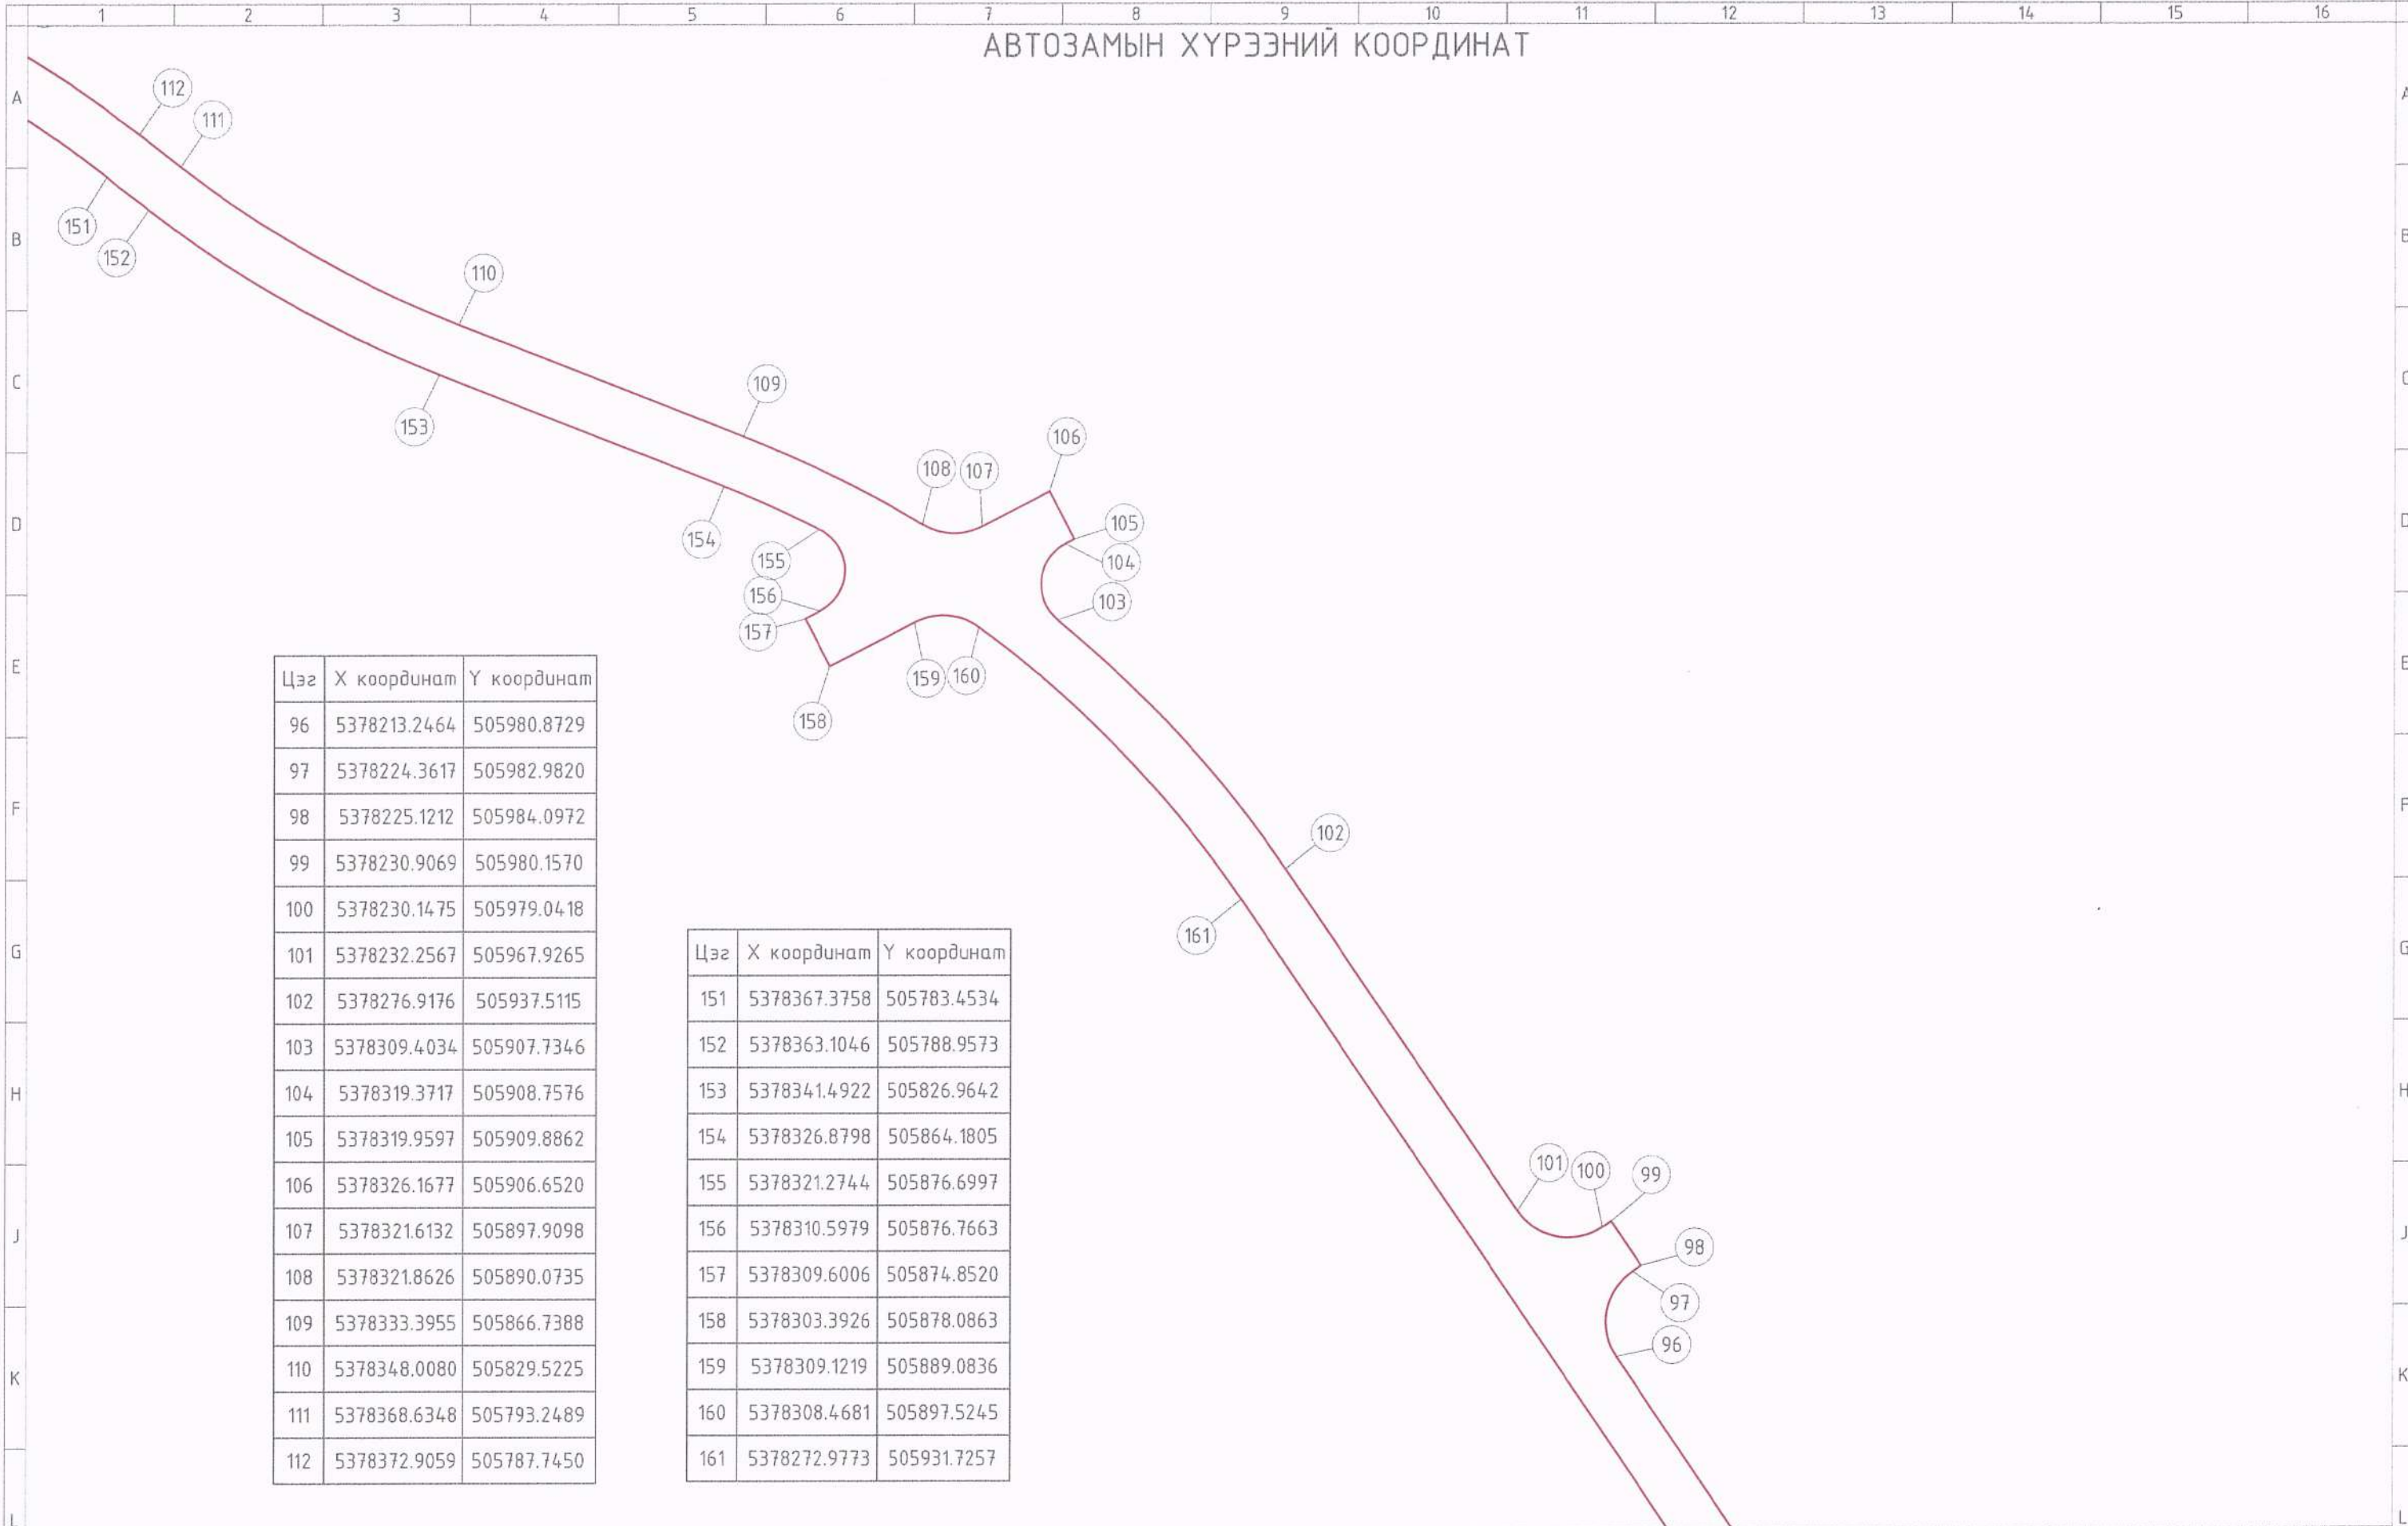 1 2 3 4 5 6 7 8 9 10 11 12 13 14 15 16
АВТОЗАМЫН ХҮРЭЭНИЙ КООРДИНАТ
A
B
C
D
E
F
G
H
J
K
L
A
B
C
D
E
F
G
H
J
K
L
112
111
151
152
110
153
109
106
108 107
105
154
155
104
156
103
157
159 160
158
102
161
101 100 99
98
97
96
Цэг X координат Y координат
96 5378213.2464 505980.8729
97 5378224.3617 505982.9820
98 5378225.1212 505984.0972
99 5378230.9069 505980.1570
100 5378230.1475 505979.0418
101 5378232.2567 505967.9265
102 5378276.9176 505937.5115
103 5378309.4034 505907.7346
104 5378319.3717 505908.7576
105 5378319.9597 505909.8862
106 5378326.1677 505906.6520
107 5378321.6132 505897.9098
108 5378321.8626 505890.0735
109 5378333.3955 505866.7388
110 5378348.0080 505829.5225
111 5378368.6348 505793.2489
112 5378372.9059 505787.7450
Цэг X координат Y координат
151 5378367.3758 505783.4534
152 5378363.1046 505788.9573
153 5378341.4922 505826.9642
154 5378326.8798 505864.1805
155 5378321.2744 505876.6997
156 5378310.5979 505876.7663
157 5378309.6006 505874.8520
158 5378303.3926 505878.0863
159 5378309.1219 505889.0836
160 5378308.4681 505897.5245
161 5378272.9773 505931.7257